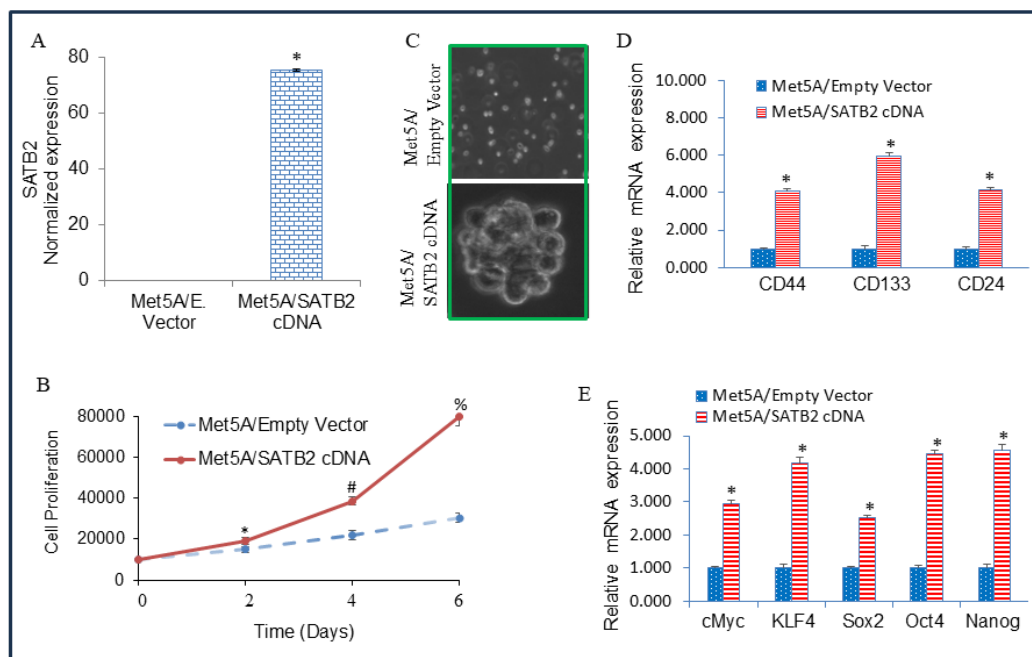 A
80
60
40
20
0
SATB2
Normalized expression
*
Met5A/E.
Vector
Met5A/SATB2
cDNA
C
Met5A/
Empty Vector
Met5A/
SATB2 cDNA
D
Met5A/Empty Vector
Met5A/SATB2 cDNA
10.000
8.000
6.000
4.000
2.000
0.000
Relative mRNA expression
*
*
*
CD44
CD133
CD24
B
80000
60000
40000
20000
0
Cell Proliferation
Met5A/Empty Vector
Met5A/SATB2 cDNA
*
#
%
0
2
4
6
Time (Days)
E
Met5A/Empty Vector
Met5A/SATB2 cDNA
5.000
4.000
3.000
2.000
1.000
0.000
Relative mRNA expression
*
*
*
*
*
cMyc
KLF4
Sox2
Oct4
Nanog